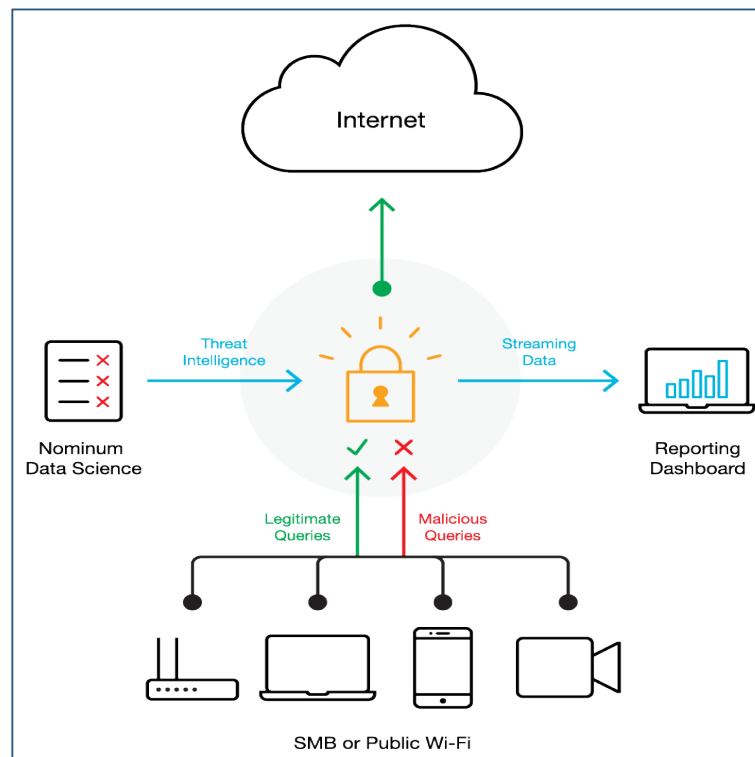 Internet
Threat
Intelligence
Streaming
Data
Nominum
Data Science
Reporting
Dashboard
Legitimate
Queries
Malicious
Queries
SMB or Public Wi-Fi